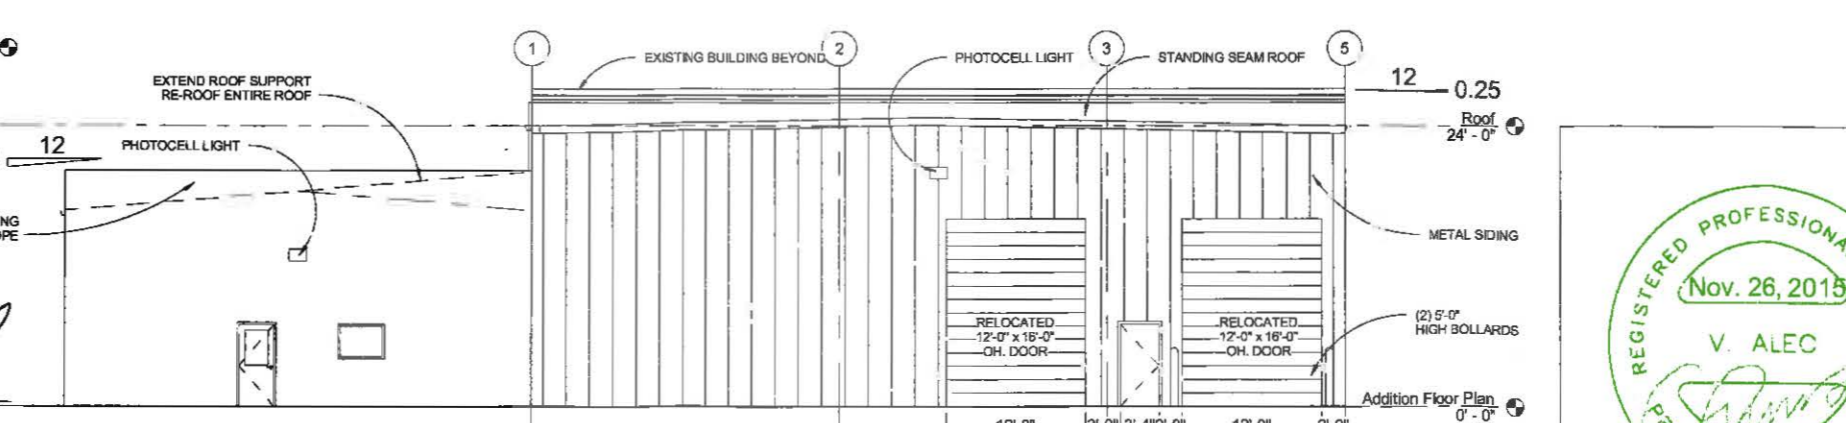 1
EXISTING BUILDING BEYOND
2
PHOTOCELL LIGHT
3
STANDING SEAM ROOF
5
EXTEND ROOF SUPPORT
RE-ROOF ENTIRE ROOF
12
0.25
Roof
24' - 0"
12
PHOTOCELL LIGHT
NG
PE
METAL SIDING
RELOCATED
12'-0" x 16'-0"
OH. DOOR
RELOCATED
12'-0" x 16'-0"
OH. DOOR
(2) 5'-0"
HIGH BOLLARDS
Addition Floor Plan
0' - 0"
REGISTERED PROFESSIONA
Nov. 26, 2015
V. ALEC